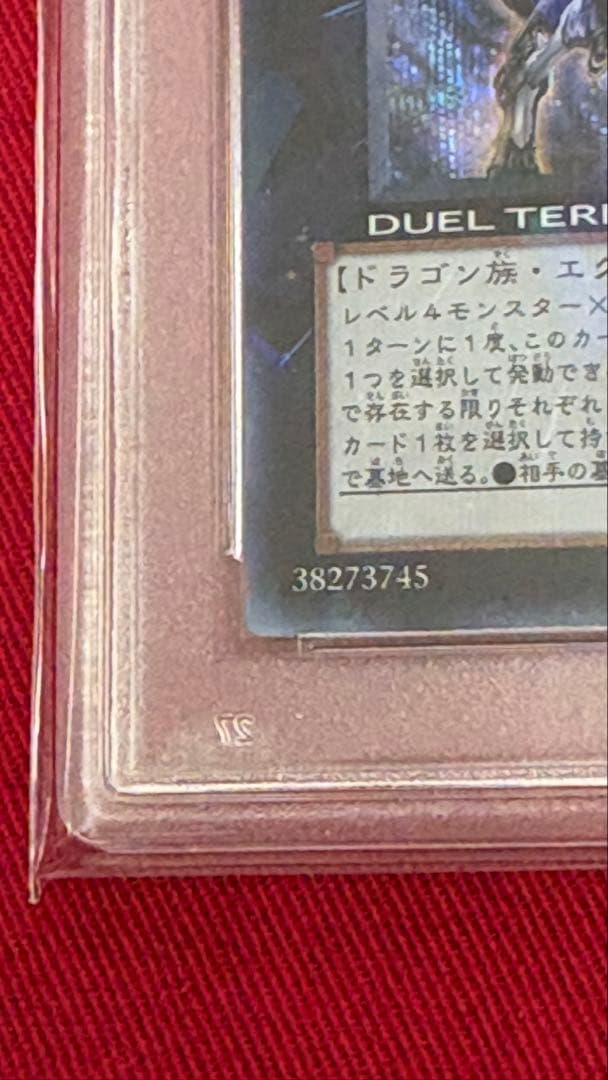 DUEL TER
【ドラゴン族・エク
レベル4モンスター×
1ターンに1度、このカー
1つを選択して発動でき
で存在する限りそれぞれ
カード1枚を選択して持
で墓地へ送る。●相手の墓
38273745
27